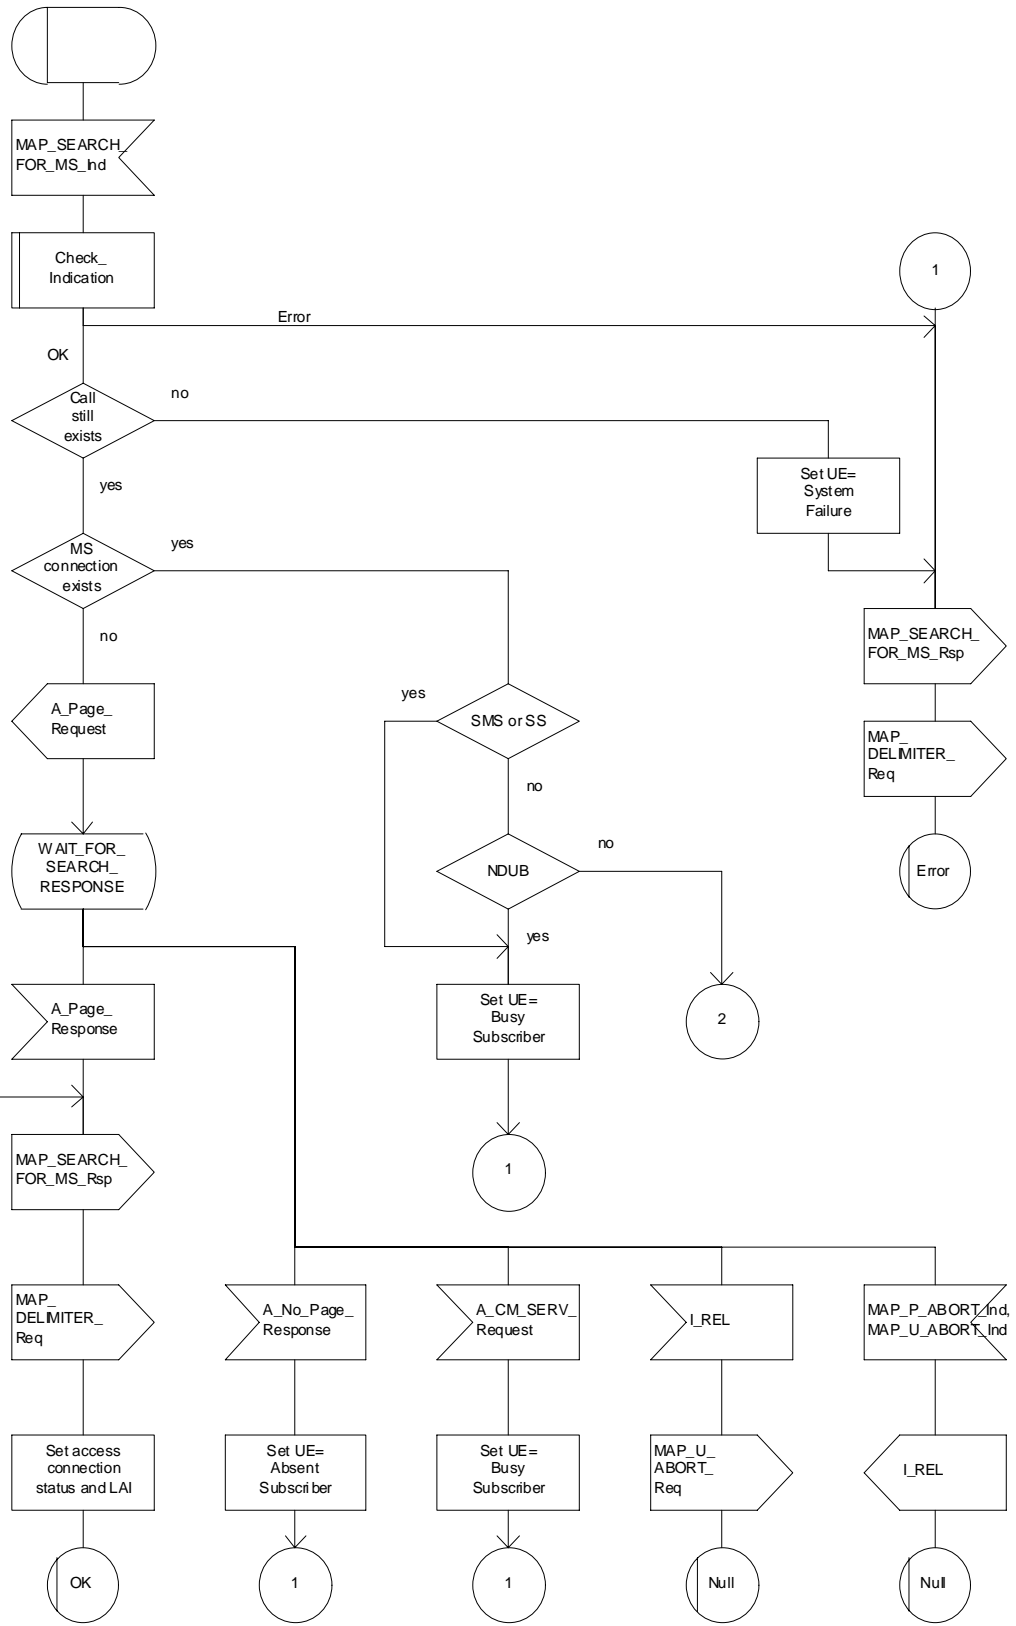 MAP_SEARCH_
FOR_MS_Ind
Check_
Indication
1
Error
OK
Call
still
exists
no
Set UE=
System
Failure
yes
MS
connection
exists
yes
no
MAP_SEARCH_
FOR_MS_Rsp
A_Page_
Request
yes
SMS or SS
MAP_
DELIMITER_
Req
no
WAIT_FOR_
SEARCH_
RESPONSE
NDUB
no
Error
yes
A_Page_
Response
Set UE=
Busy
Subscriber
2
MAP_SEARCH_
FOR_MS_Rsp
1
MAP_
DELIMITER_
Req
A_No_Page_
Response
A_CM_SERV_
Request
I_REL
MAP_P_ABORT_Ind,
MAP_U_ABORT_Ind
Set access
connection
status and LAI
Set UE=
Absent
Subscriber
Set UE=
Busy
Subscriber
MAP_U_
ABORT_
Req
I_REL
OK
1
1
Null
Null